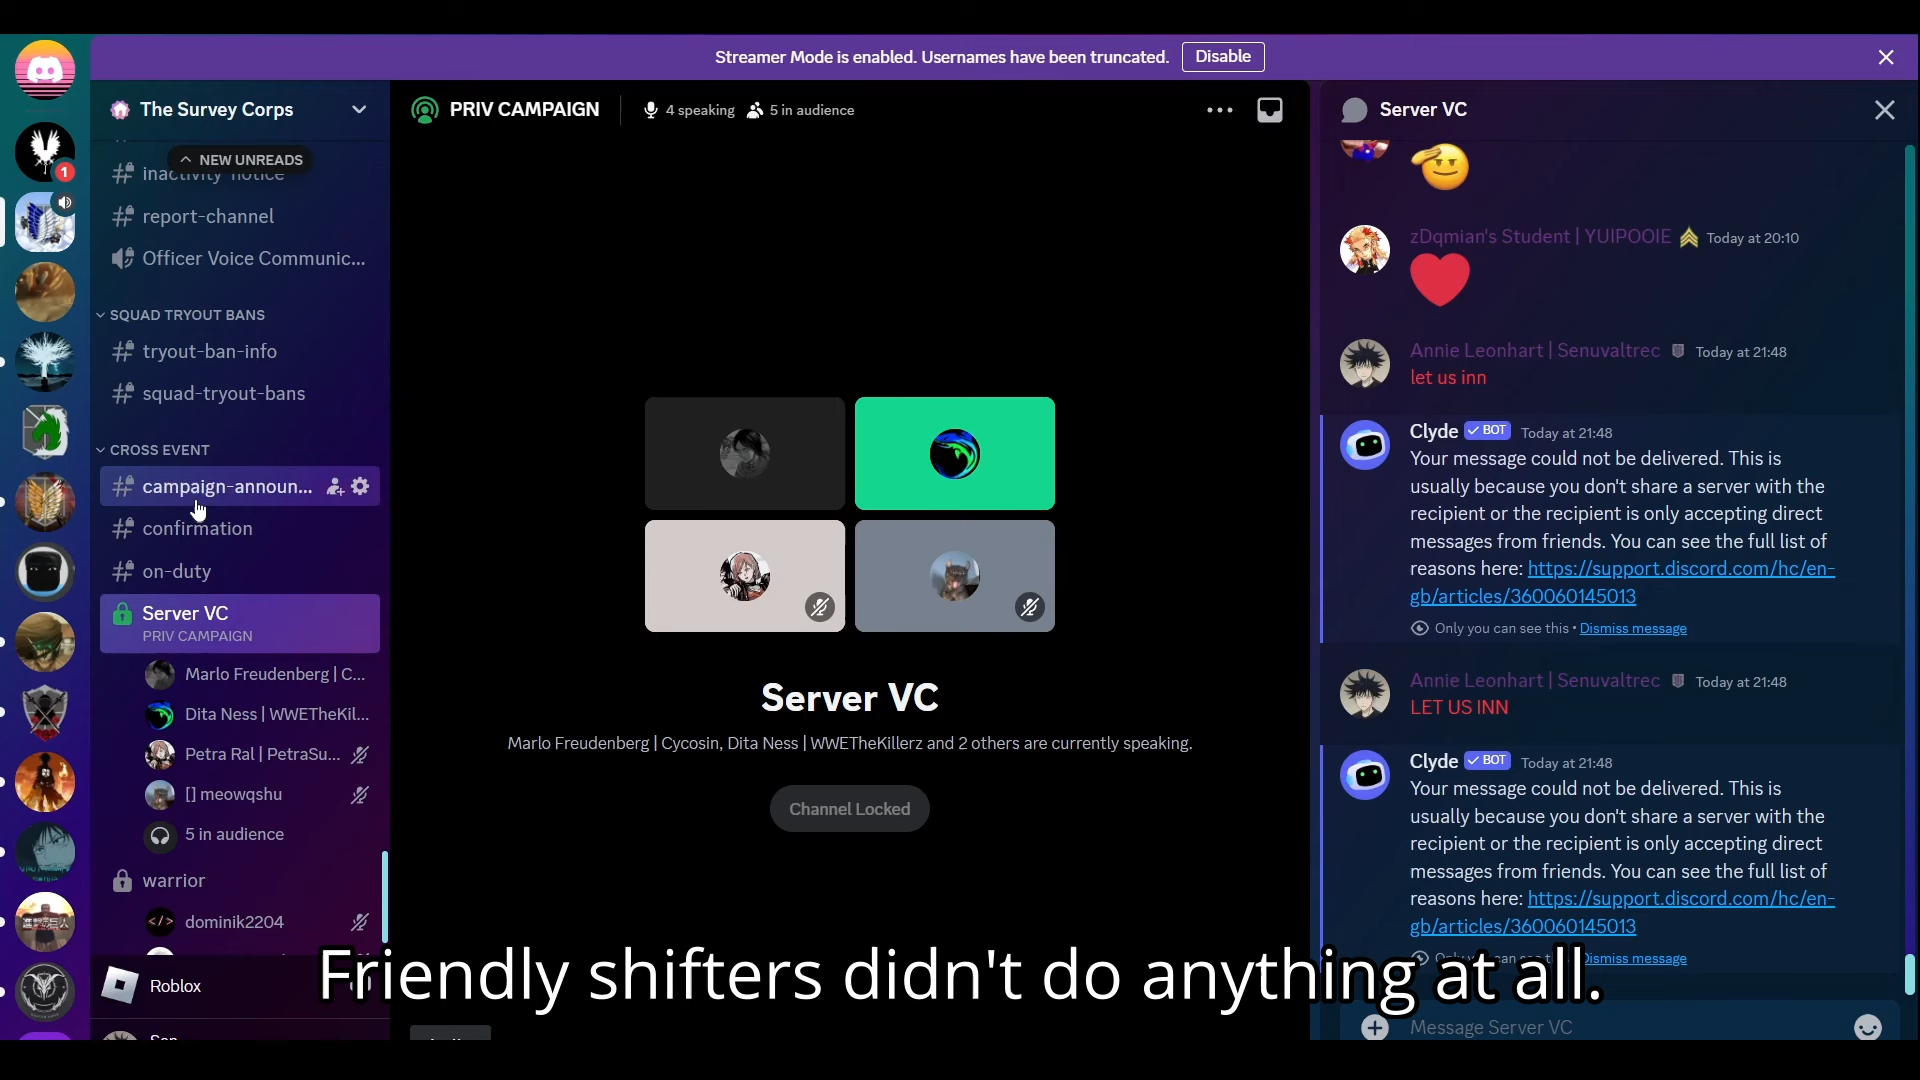 Streamer Mode is enabled. Usernames have been truncated.
Disable
The Survey Corps
NEW UNREADS
inactivity-notice
report-channel
Officer Voice Communic...
SQUAD TRYOUT BANS
tryout-ban-info
squad-tryout-bans
CROSS EVENT
campaign-announ...
confirmation
on-duty
Server VC
PRIV CAMPAIGN
Marlo Freudenberg | C...
Dita Ness | WWETheKil...
Petra Ral | PetraSu...
[] meowqshu
5 in audience
warrior
</> dominik2204
Roblox
1
PRIV CAMPAIGN
4 speaking
5 in audience
Server VC
Marlo Freudenberg | Cycosin, Dita Ness | WWETheKillerz and 2 others are currently speaking.
Channel Locked
Server VC
zDqmian's Student | YUIPOOIE Today at 20:10
Annie Leonhart | Senuvaltrec Today at 21:48
let us inn
Clyde BOT Today at 21:48
Your message could not be delivered. This is
usually because you don't share a server with the
recipient or the recipient is only accepting direct
messages from friends. You can see the full list of
reasons here: https://support.discord.com/hc/en-
gb/articles/360060145013
Only you can see this • Dismiss message
Annie Leonhart | Senuvaltrec Today at 21:48
LET US INN
Clyde BOT Today at 21:48
Your message could not be delivered. This is
usually because you don't share a server with the
recipient or the recipient is only accepting direct
messages from friends. You can see the full list of
reasons here: https://support.discord.com/hc/en-
gb/articles/360060145013
Dismiss message
Message Server VC
Friendly shifters didn't do anything at all.